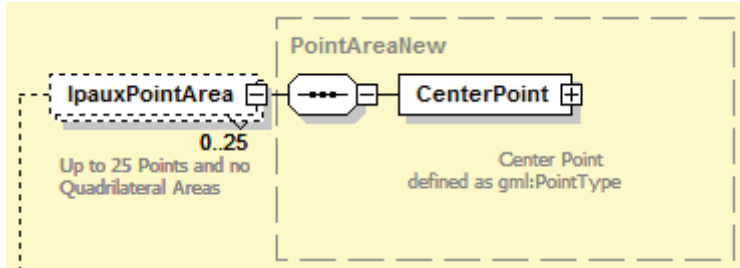 PointAreaNew
IpauxPointArea
CenterPoint
0..25
Up to 25 Points and no
Quadrilateral Areas
Center Point
defined as gml:PointType